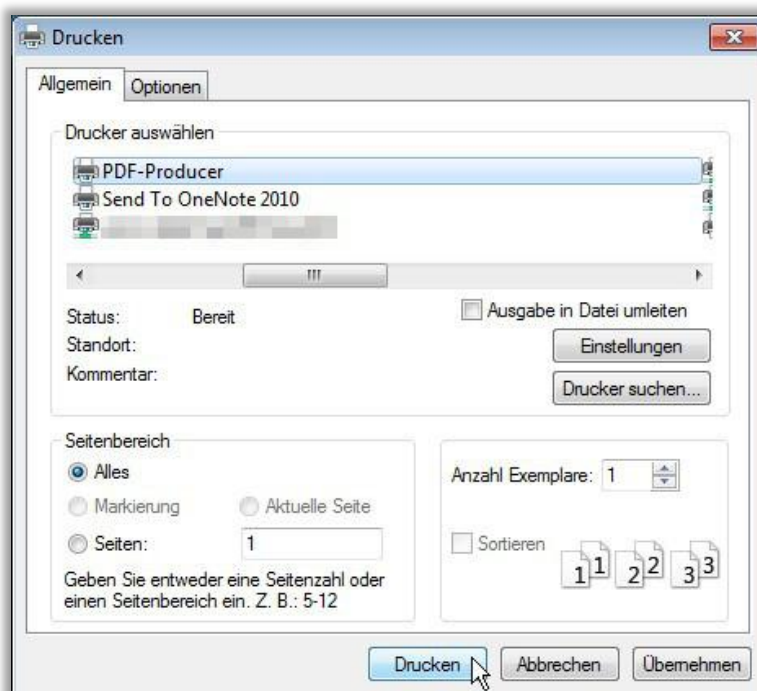 Drucken
Allgemein Optionen
Drucker auswählen
PDF-Producer
Send To OneNote 2010
Status: Bereit
Standort:
Kommentar:
Ausgabe in Datei umleiten
Einstellungen
Drucker suchen...
Seitenbereich
Alles
Markierung Aktuelle Seite
Seiten: 1
Geben Sie entweder eine Seitenzahl oder
einen Seitenbereich ein. Z. B.: 5-12
Anzahl Exemplare: 1
Sortieren
1 1 2 2 3 3
Drucken Abbrechen Übernehmen